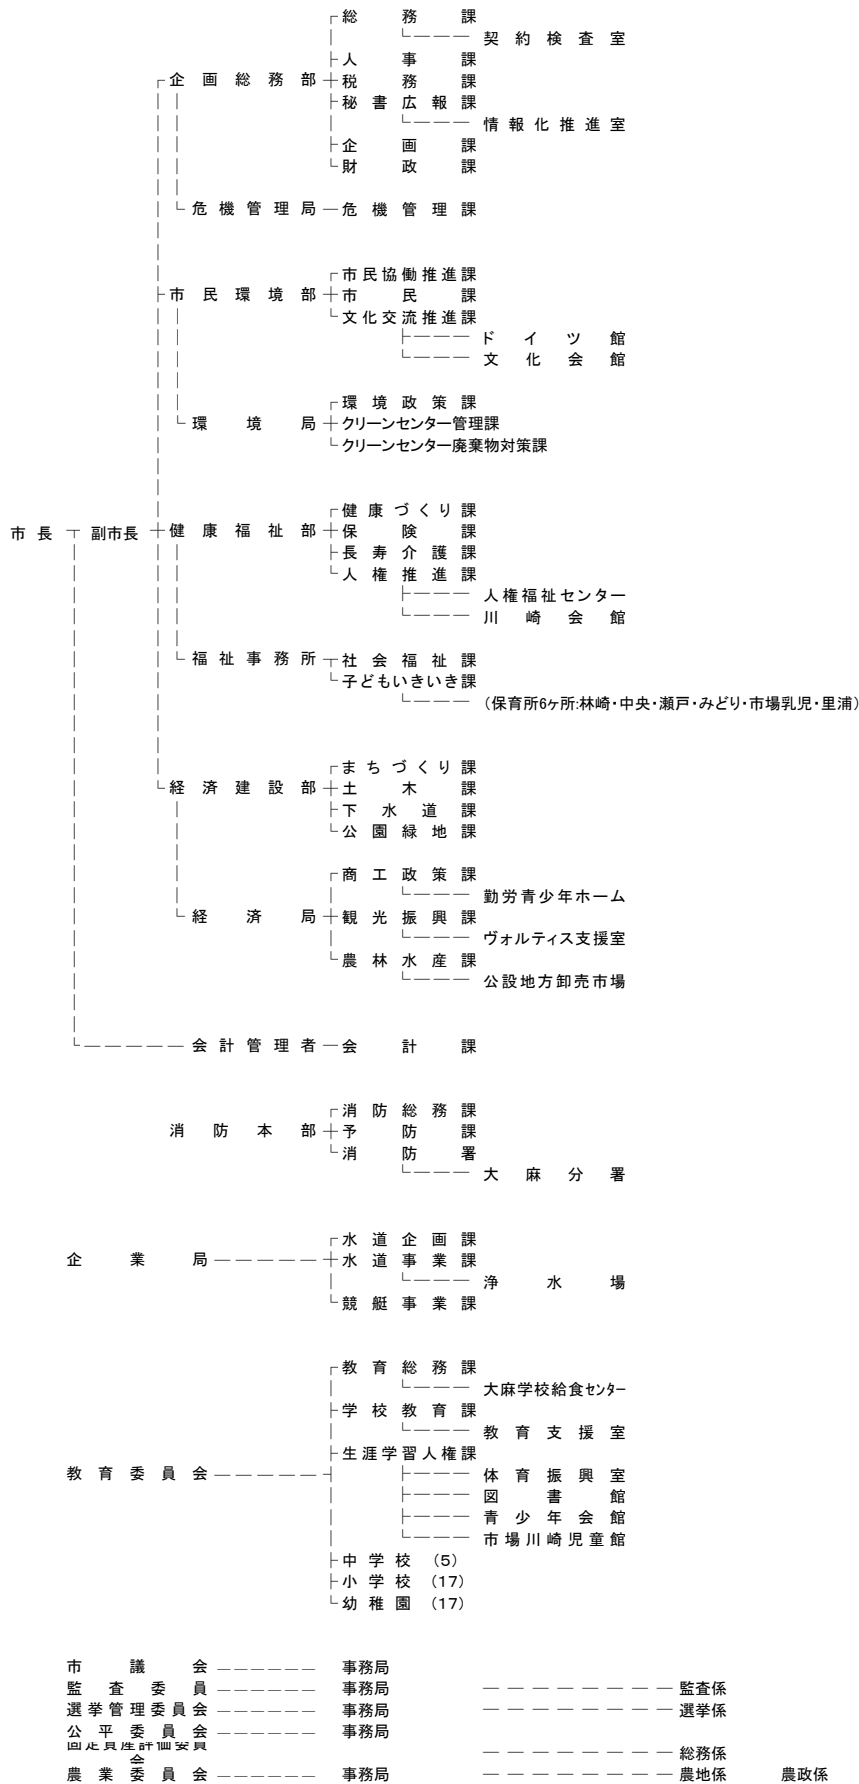 総務課
契約検査室
人事課
企画総務部 税務課
秘書広報課
情報化推進室
企画課
財政課
危機管理局 危機管理課
市民協働推進課
市民環境部 市民課
文化交流推進課
ドイツ館
文化会館
環境政策課
環境局 クリーンセンター管理課
クリーンセンター廃棄物対策課
健康づくり課
市長 副市長 健康福祉部 保険課
長寿介護課
人権推進課
人権福祉センター
川崎会館
福祉事務所 社会福祉課
子どもいきいき課
(保育所6ヶ所:林崎・中央・瀬戸・みどり・市場乳児・里浦)
まちづくり課
経済建設部 土木課
下水道課
公園緑地課
商工政策課
勤労青少年ホーム
経済局 観光振興課
ヴォルティス支援室
農林水産課
公設地方卸売市場
会計管理者 会計課
消防総務課
消防本部 予防課
消防署
大麻分署
水道企画課
企業局 水道事業課
浄水場
競艇事業課
教育総務課
大麻学校給食センター
学校教育課
教育支援室
生涯学習人権課
教育委員会 体育振興室
図書館
青少年会館
市場川崎児童館
中学校 (5)
小学校 (17)
幼稚園 (17)
市議会 事務局
監査委員 事務局 監査係
選挙管理委員会 事務局 選挙係
公平委員会 事務局
固定資産評価委員会 総務係
農業委員会 事務局 農地係 農政係